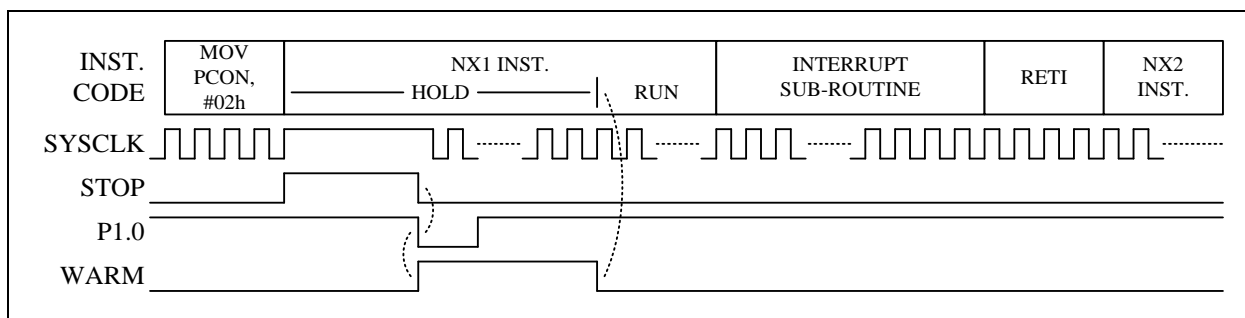 INST.
CODE
MOV
PCON,
#02h
NX1 INST.
HOLD
RUN
INTERRUPT
SUB-ROUTINE
RETI
NX2
INST.
SYSCLK
STOP
P1.0
WARM